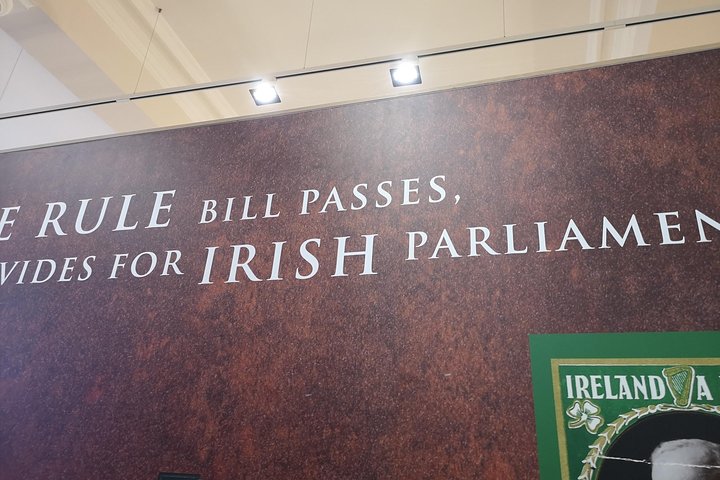 E RULE BILL PASSES,
VIDES FOR IRISH PARLIAMEN
IRELAND A